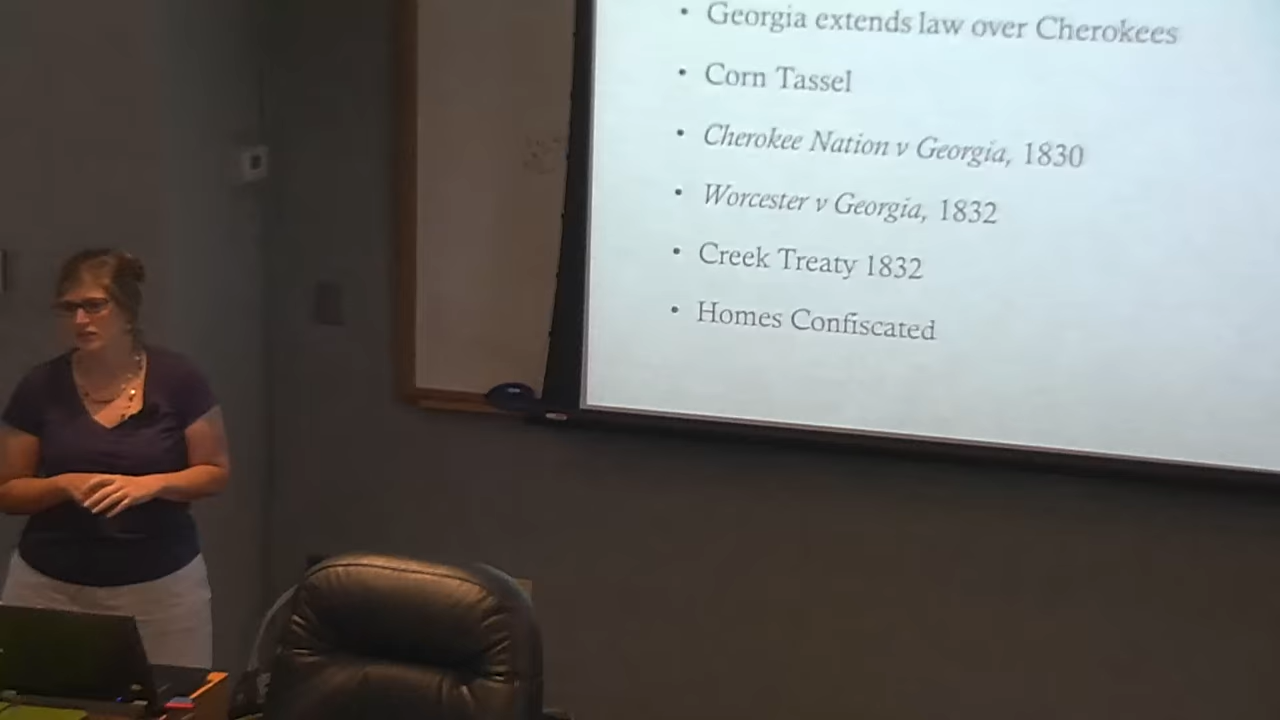 • Georgia extends law over Cherokees
• Corn Tassel
• Cherokee Nation v Georgia, 1830
• Worcester v Georgia, 1832
• Creek Treaty 1832
• Homes Confiscated